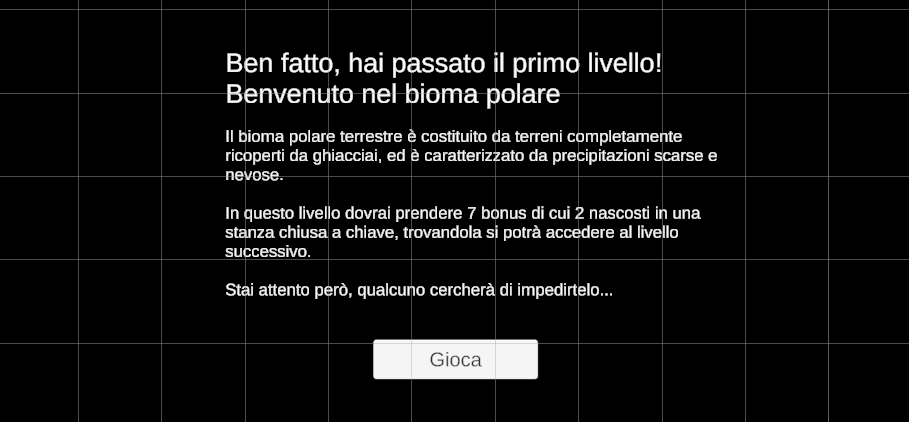 Ben fatto, hai passato il primo livello!
Benvenuto nel bioma polare
Il bioma polare terrestre è costituito da terreni completamente
ricoperti da ghiacciai, ed è caratterizzato da precipitazioni scarse e
nevose.
In questo livello dovrai prendere 7 bonus di cui 2 nascosti in una
stanza chiusa a chiave, trovandola si potrà accedere al livello
successivo.
Stai attento però, qualcuno cercherà di impedirtelo...
Gioca